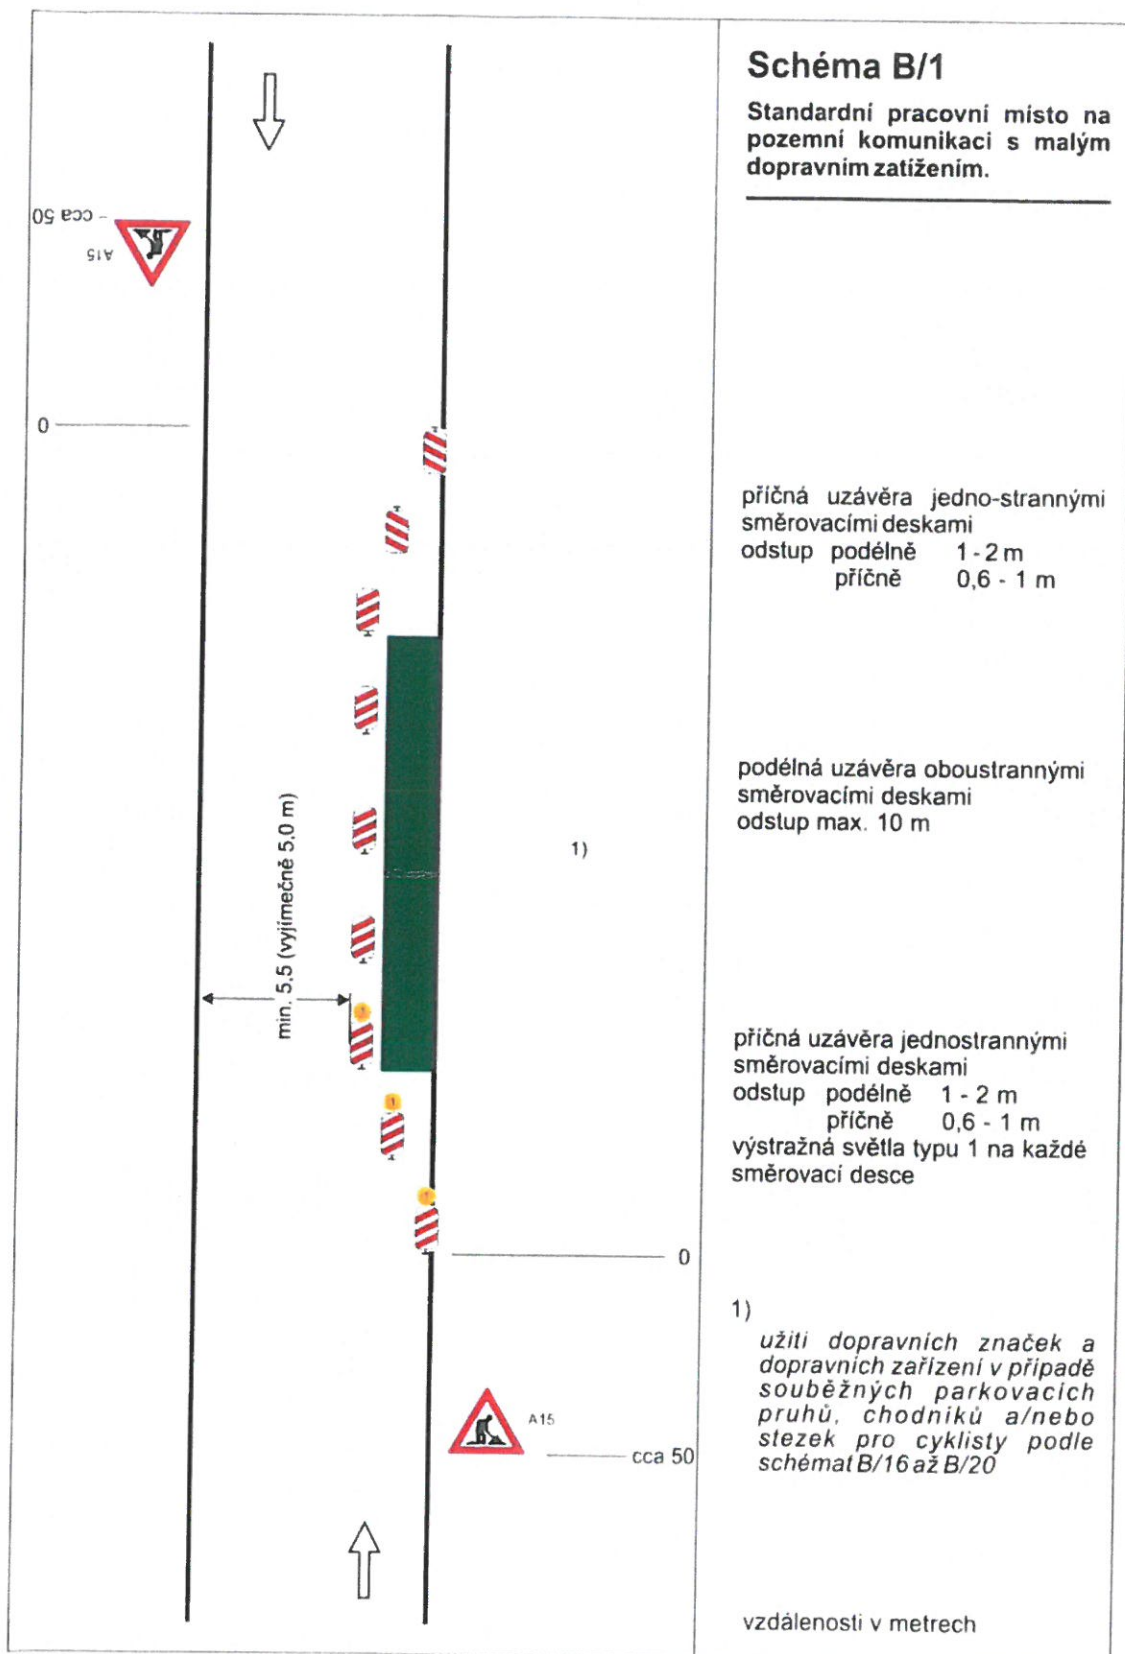 Schéma B/1
Standardní pracovní místo na
pozemní komunikaci s malým
dopravním zatížením.
cca 50
A15
0
příčná uzávěra jedno-strannými
směrovacími deskami
odstup podélně 1 - 2 m
příčně 0,6 - 1 m
podélná uzávěra oboustrannými
směrovacími deskami
odstup max. 10 m
1)
min. 5,5 (vyjímečně 5,0 m)
příčná uzávěra jednostrannými
směrovacími deskami
odstup podélně 1 - 2 m
příčně 0,6 - 1 m
výstražná světla typu 1 na každé
směrovací desce
1
1
1
0
1)
užití dopravních značek a
dopravních zařízení v případě
souběžných parkovacích
pruhů, chodníků a/nebo
stezek pro cyklisty podle
schémat B/16 až B/20
A15
cca 50
vzdálenosti v metrech